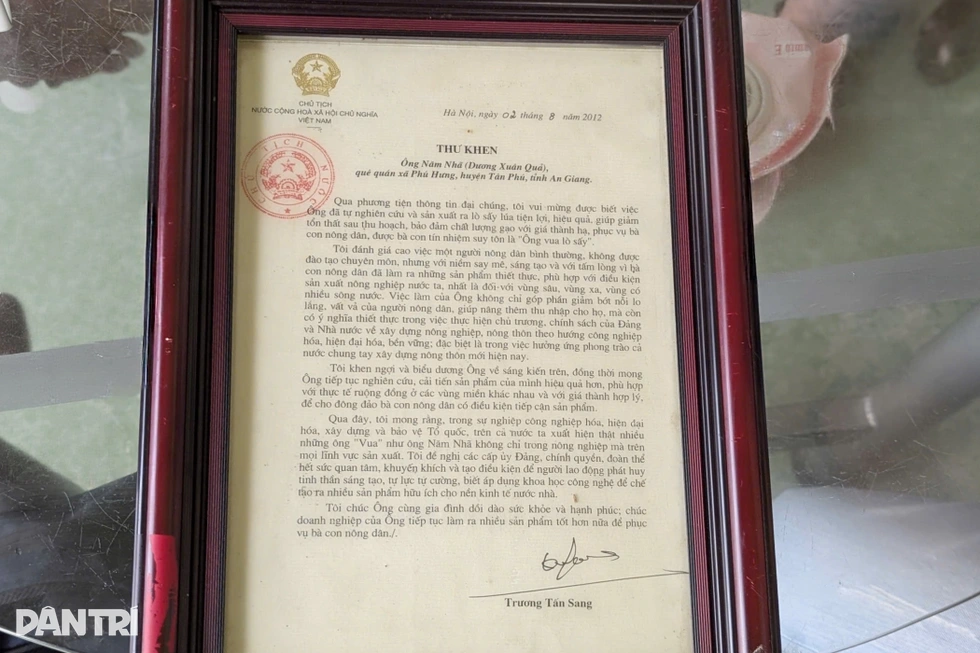 CHỦ TỊCH
NƯỚC CỘNG HOÀ XÃ HỘI CHỦ NGHĨA
VIỆT NAM
Hà Nội, ngày 02 tháng 8 năm 2012
CHỦ TỊCH NƯỚC
THƯ KHEN
Ông Năm Nhã (Dương Xuân Quả),
quê quán xã Phú Hưng, huyện Tân Phú, tỉnh An Giang.
Qua phương tiện thông tin đại chúng, tôi vui mừng được biết việc
Ông đã tự nghiên cứu và sản xuất ra lò sấy lúa tiện lợi, hiệu quả, giúp giảm
tổn thất sau thu hoạch, bảo đảm chất lượng gạo với giá thành hạ, phục vụ bà
con nông dân, được bà con tín nhiệm suy tôn là "Ông vua lò sấy".
Tôi đánh giá cao việc một người nông dân bình thường, không được
đào tạo chuyên môn, nhưng với niềm say mê, sáng tạo và với tấm lòng vì bà
con nông dân đã làm ra những sản phẩm thiết thực, phù hợp với điều kiện
sản xuất nông nghiệp nước ta, nhất là đối với vùng sâu, vùng xa, vùng có
nhiều sông nước. Việc làm của Ông không chỉ góp phần giảm bớt nỗi lo
lắng, vất vả của người nông dân, giúp nâng thêm thu nhập cho họ, mà còn
có ý nghĩa thiết thực trong việc thực hiện chủ trương, chính sách của Đảng
và Nhà nước về xây dựng nông nghiệp, nông thôn theo hướng công nghiệp
hóa, hiện đại hóa, bền vững; đặc biệt là trong việc hưởng ứng phong trào cả
nước chung tay xây dựng nông thôn mới hiện nay.
Tôi khen ngợi và biểu dương Ông về sáng kiến trên, đồng thời mong
Ông tiếp tục nghiên cứu, cải tiến sản phẩm của mình hiệu quả hơn, phù hợp
với thực tế ruộng đồng ở các vùng miền khác nhau và với giá thành hợp lý,
để cho đông đảo bà con nông dân có điều kiện tiếp cận sản phẩm.
Qua đây, tôi mong rằng, trong sự nghiệp công nghiệp hóa, hiện đại
hóa, xây dựng và bảo vệ Tổ quốc, trên cả nước ta xuất hiện thật nhiều
những ông "Vua" như ông Năm Nhã không chỉ trong nông nghiệp mà trên
mọi lĩnh vực sản xuất. Tôi đề nghị các cấp ủy Đảng, chính quyền, đoàn thể
hết sức quan tâm, khuyến khích và tạo điều kiện để người lao động phát huy
tinh thần sáng tạo, tự lực tự cường, biết áp dụng khoa học công nghệ để chế
tạo ra nhiều sản phẩm hữu ích cho nền kinh tế nước nhà.
Tôi chúc Ông cùng gia đình dồi dào sức khỏe và hạnh phúc; chúc
doanh nghiệp của Ông tiếp tục làm ra nhiều sản phẩm tốt hơn nữa để phục
vụ bà con nông dân./.
Trương Tấn Sang
DÂN TRÍ